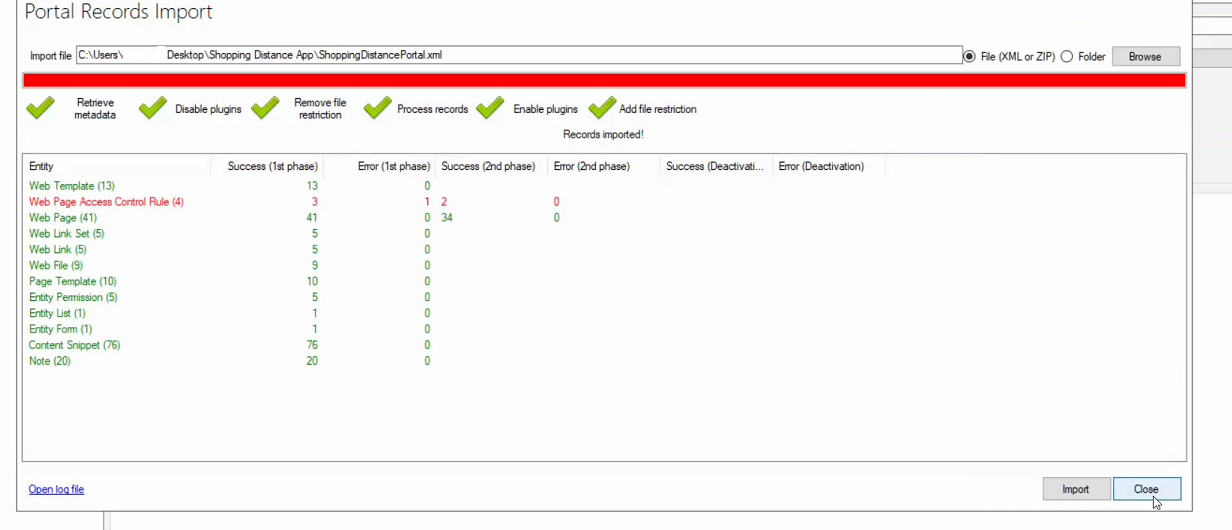 Portal Records Import
Import file C:\Users\ Desktop\Shopping Distance App\ShoppingDistancePortal.xml File (XML or ZIP) Folder Browse
Retrieve metadata Disable plugins Remove file restriction Process records Enable plugins Add file restriction
Records imported!
Entity Success (1st phase) Error (1st phase) Success (2nd phase) Error (2nd phase) Success (Deactivati... Error (Deactivation)
Web Template (13) 13 0
Web Page Access Control Rule (4) 3 1 2 0
Web Page (41) 41 0 34 0
Web Link Set (5) 5 0
Web Link (5) 5 0
Web File (9) 9 0
Page Template (10) 10 0
Entity Permission (5) 5 0
Entity List (1) 1 0
Entity Form (1) 1 0
Content Snippet (76) 76 0
Note (20) 20 0
Open log file Import Close